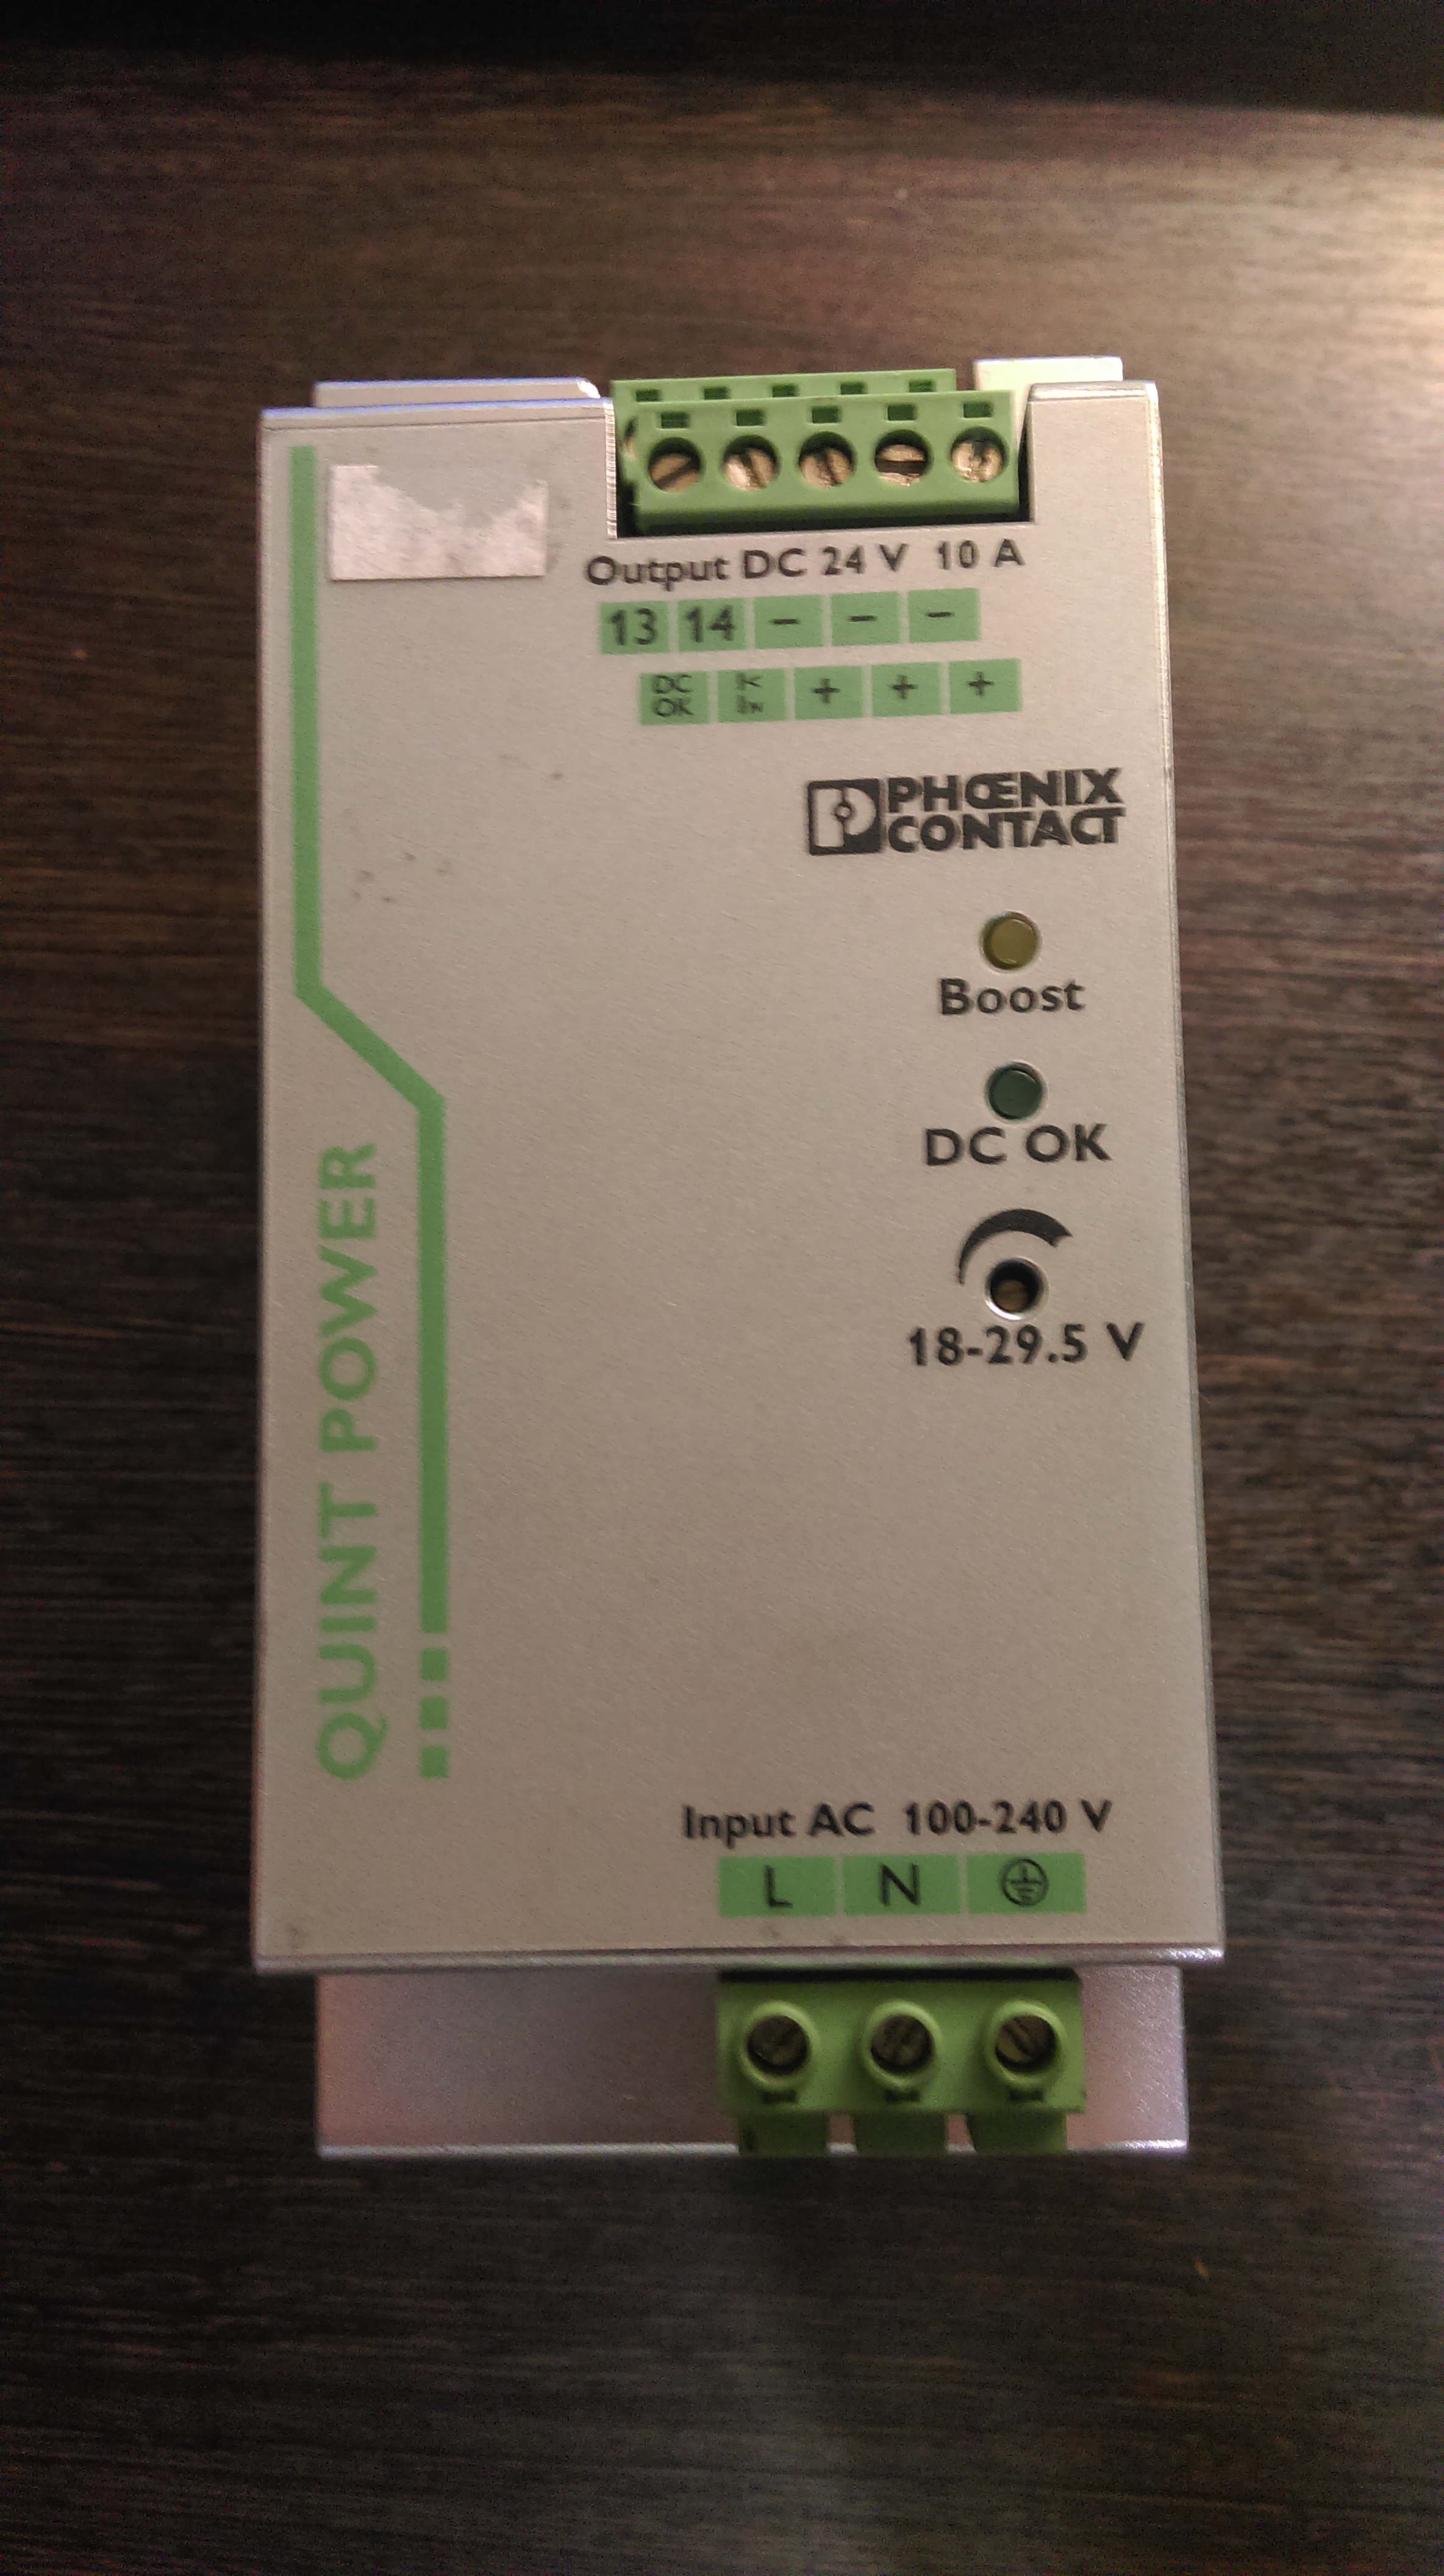 Output DC 24 V 10 A
13 14 – – –
DC OK I< IN + + +
PHŒNIX
CONTACT
Boost
DC OK
18-29.5 V
QUINT POWER
Input AC 100-240 V
L N